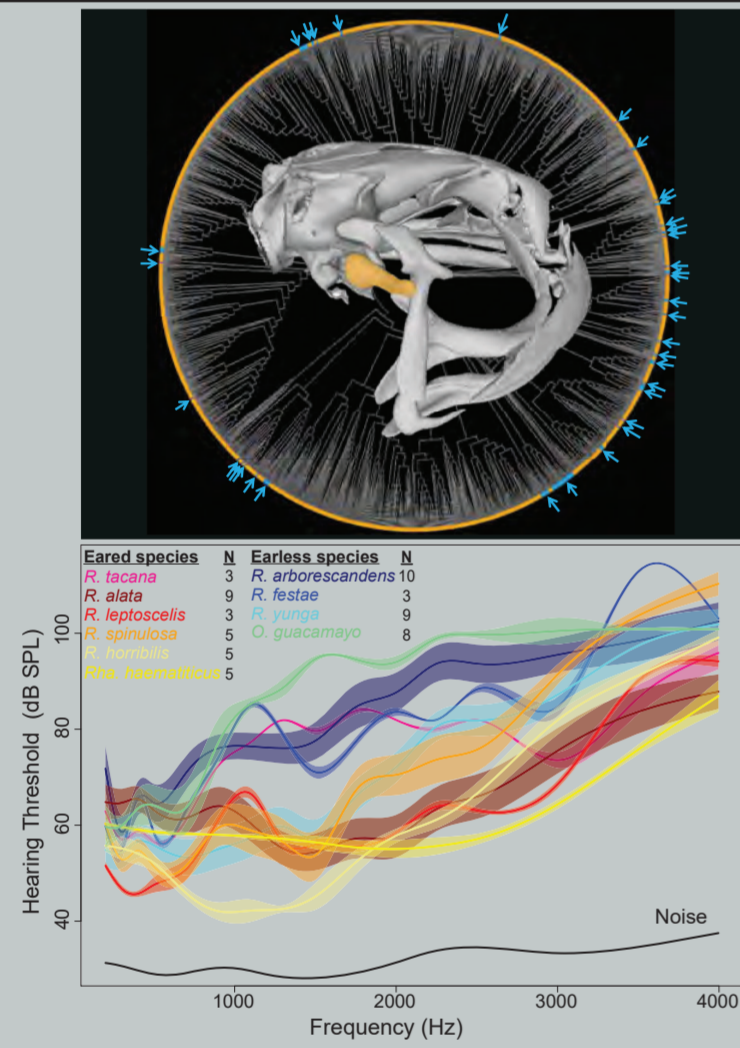 Eared species N Earless species N
R. tacana 3 R. arborescandens 10
R. alata 9 R. festae 3
R. leptoscelis 3 R. yunga 9
R. spinulosa 5 O. guacamayo 8
R. horribilis 5
Rha. haematiticus 5
Hearing Threshold (dB SPL)
100
80
60
40
Noise
1000 2000 3000 4000
Frequency (Hz)